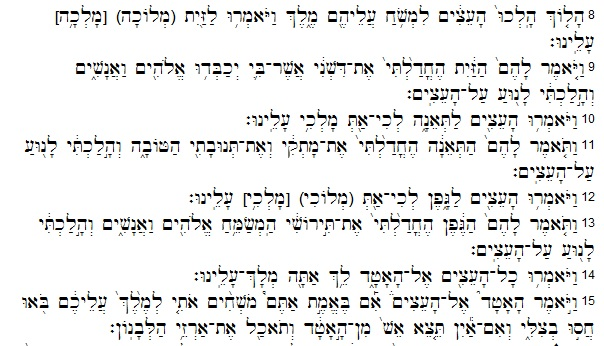 8 הָל֤וֹךְ הָֽלְכוּ֙ הָעֵצִ֔ים לִמְשֹׁ֥חַ עֲלֵיהֶ֖ם מֶ֑לֶךְ וַיֹּאמְר֥וּ לַזַּ֖יִת (מְלוֹכָה) [מָלְכָ֥ה]
עָלֵֽינוּ׃
9 וַיֹּ֤אמֶר לָהֶם֙ הַזַּ֔יִת הֶחֳדַ֙לְתִּי֙ אֶת־דִּשְׁנִ֔י אֲשֶׁר־בִּ֛י יְכַבְּד֥וּ אֱלֹהִ֖ים וַאֲנָשִׁ֑ים
וְהָ֣לַכְתִּ֔י לָנ֖וּעַ עַל־הָעֵצִֽים׃
10 וַיֹּאמְר֥וּ הָעֵצִ֖ים לַתְּאֵנָ֑ה לְכִי־אַ֖תְּ מָלְכִ֥י עָלֵֽינוּ׃
11 וַתֹּ֤אמֶר לָהֶם֙ הַתְּאֵנָ֔ה הֶחֳדַ֙לְתִּי֙ אֶת־מָתְקִ֔י וְאֶת־תְּנוּבָתִ֖י הַטּוֹבָ֑ה וְהָ֣לַכְתִּ֔י לָנ֖וּעַ
עַל־הָעֵצִֽים׃
12 וַיֹּאמְר֥וּ הָעֵצִ֖ים לַגָּ֑פֶן לְכִי־אַ֖תְּ (מְלוֹכִי) [מָלְכִ֥י] עָלֵֽינוּ׃
13 וַתֹּ֤אמֶר לָהֶם֙ הַגֶּ֔פֶן הֶחֳדַ֙לְתִּי֙ אֶת־תִּ֣ירוֹשִׁ֔י הַֽמְשַׂמֵּ֥חַ אֱלֹהִ֖ים וַאֲנָשִׁ֑ים וְהָ֣לַכְתִּ֔י
לָנ֖וּעַ עַל־הָעֵצִֽים׃
14 וַיֹּאמְר֥וּ כָל־הָעֵצִ֖ים אֶל־הָאָטָ֑ד לֵ֥ךְ אַתָּ֖ה מְלָךְ־עָלֵֽינוּ׃
15 וַיֹּ֣אמֶר הָאָטָד֮ אֶל־הָעֵצִים֒ אִ֡ם בֶּאֱמֶ֣ת אַתֶּם֩ מֹשְׁחִ֨ים אֹתִ֤י לְמֶ֙לֶךְ֙ עֲלֵיכֶ֔ם בֹּ֖אוּ
חֲס֣וּ בְצִלִּ֑י וְאִם־אַ֕יִן תֵּ֤צֵא אֵשׁ֙ מִן־הָ֣אָטָ֔ד וְתֹאכַ֖ל אֶת־אַרְזֵ֥י הַלְּבָנֽוֹן׃